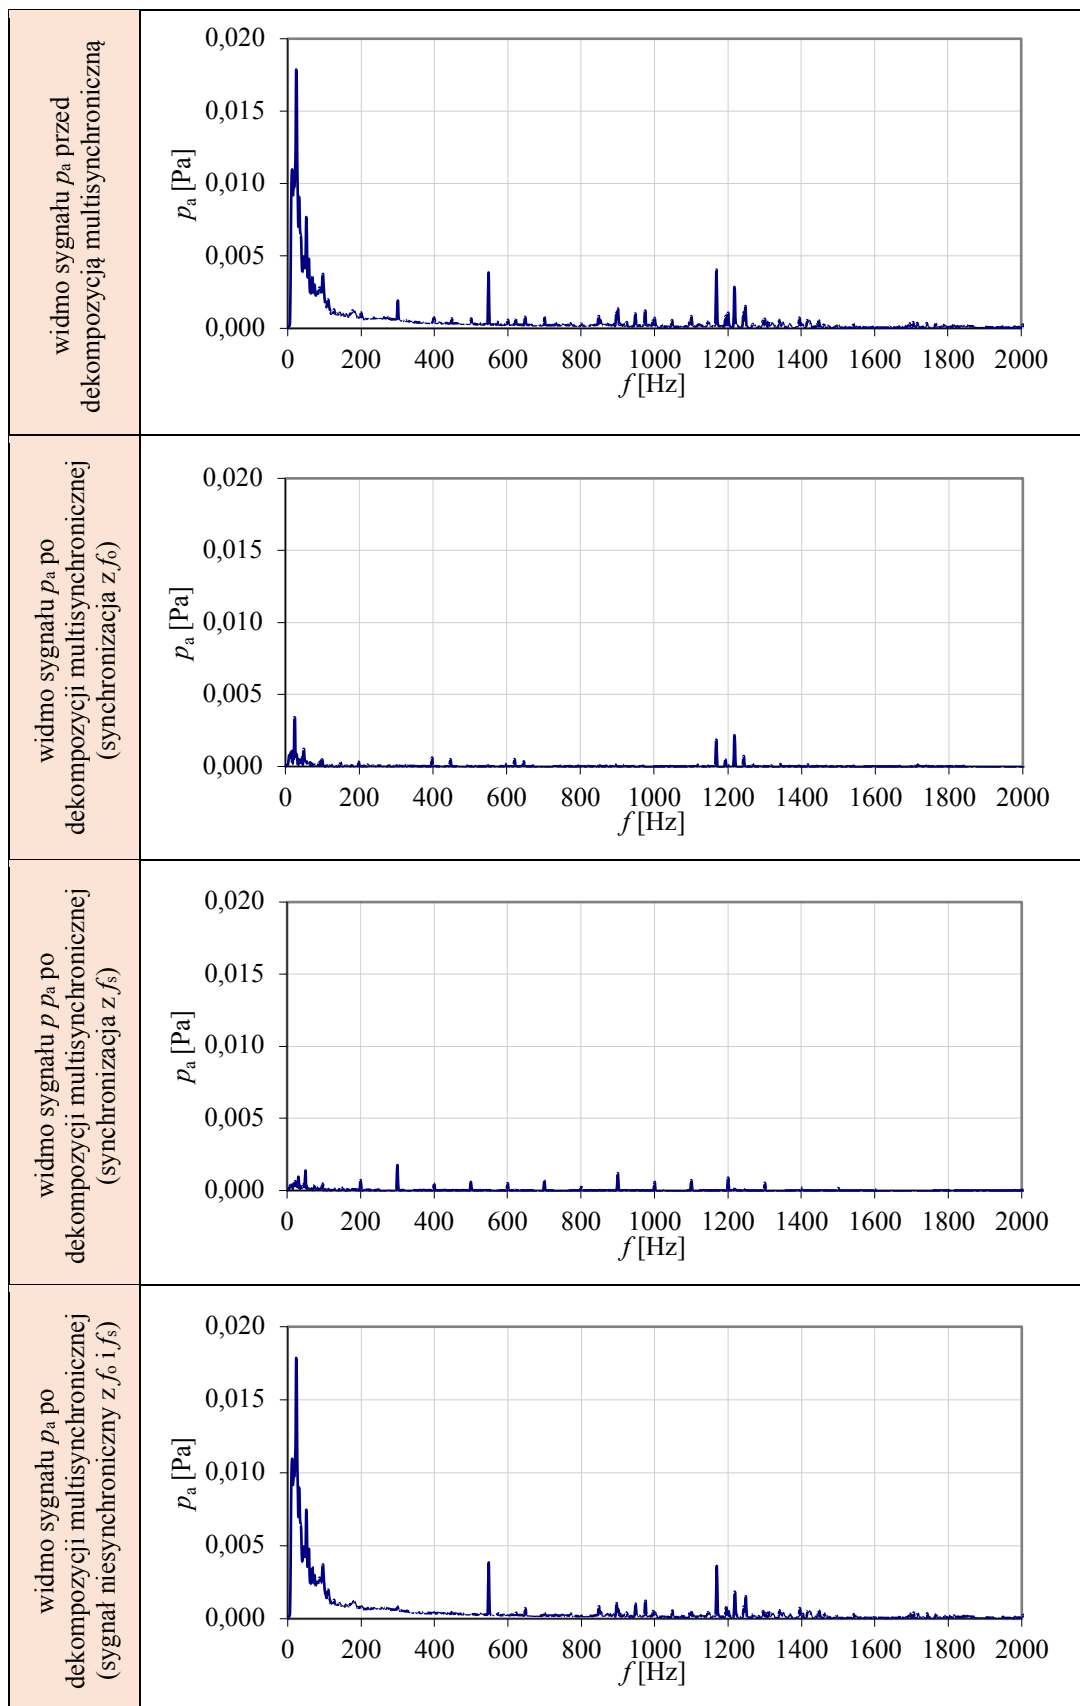 widmo sygnału pₐ przed
dekompozycją multisynchroniczną
0,020
0,015
0,010
0,005
0,000
pₐ [Pa]
0 200 400 600 800 1000 1200 1400 1600 1800 2000
f [Hz]
widmo sygnału pₐ po
dekompozycji multisynchronicznej
(synchronizacja z fₒ)
0,020
0,015
0,010
0,005
0,000
pₐ [Pa]
0 200 400 600 800 1000 1200 1400 1600 1800 2000
f [Hz]
widmo sygnału p pₐ po
dekompozycji multisynchronicznej
(synchronizacja z fₛ)
0,020
0,015
0,010
0,005
0,000
pₐ [Pa]
0 200 400 600 800 1000 1200 1400 1600 1800 2000
f [Hz]
widmo sygnału pₐ po
dekompozycji multisynchronicznej
(sygnał niesynchroniczny z fₒ i fₛ)
0,020
0,015
0,010
0,005
0,000
pₐ [Pa]
0 200 400 600 800 1000 1200 1400 1600 1800 2000
f [Hz]